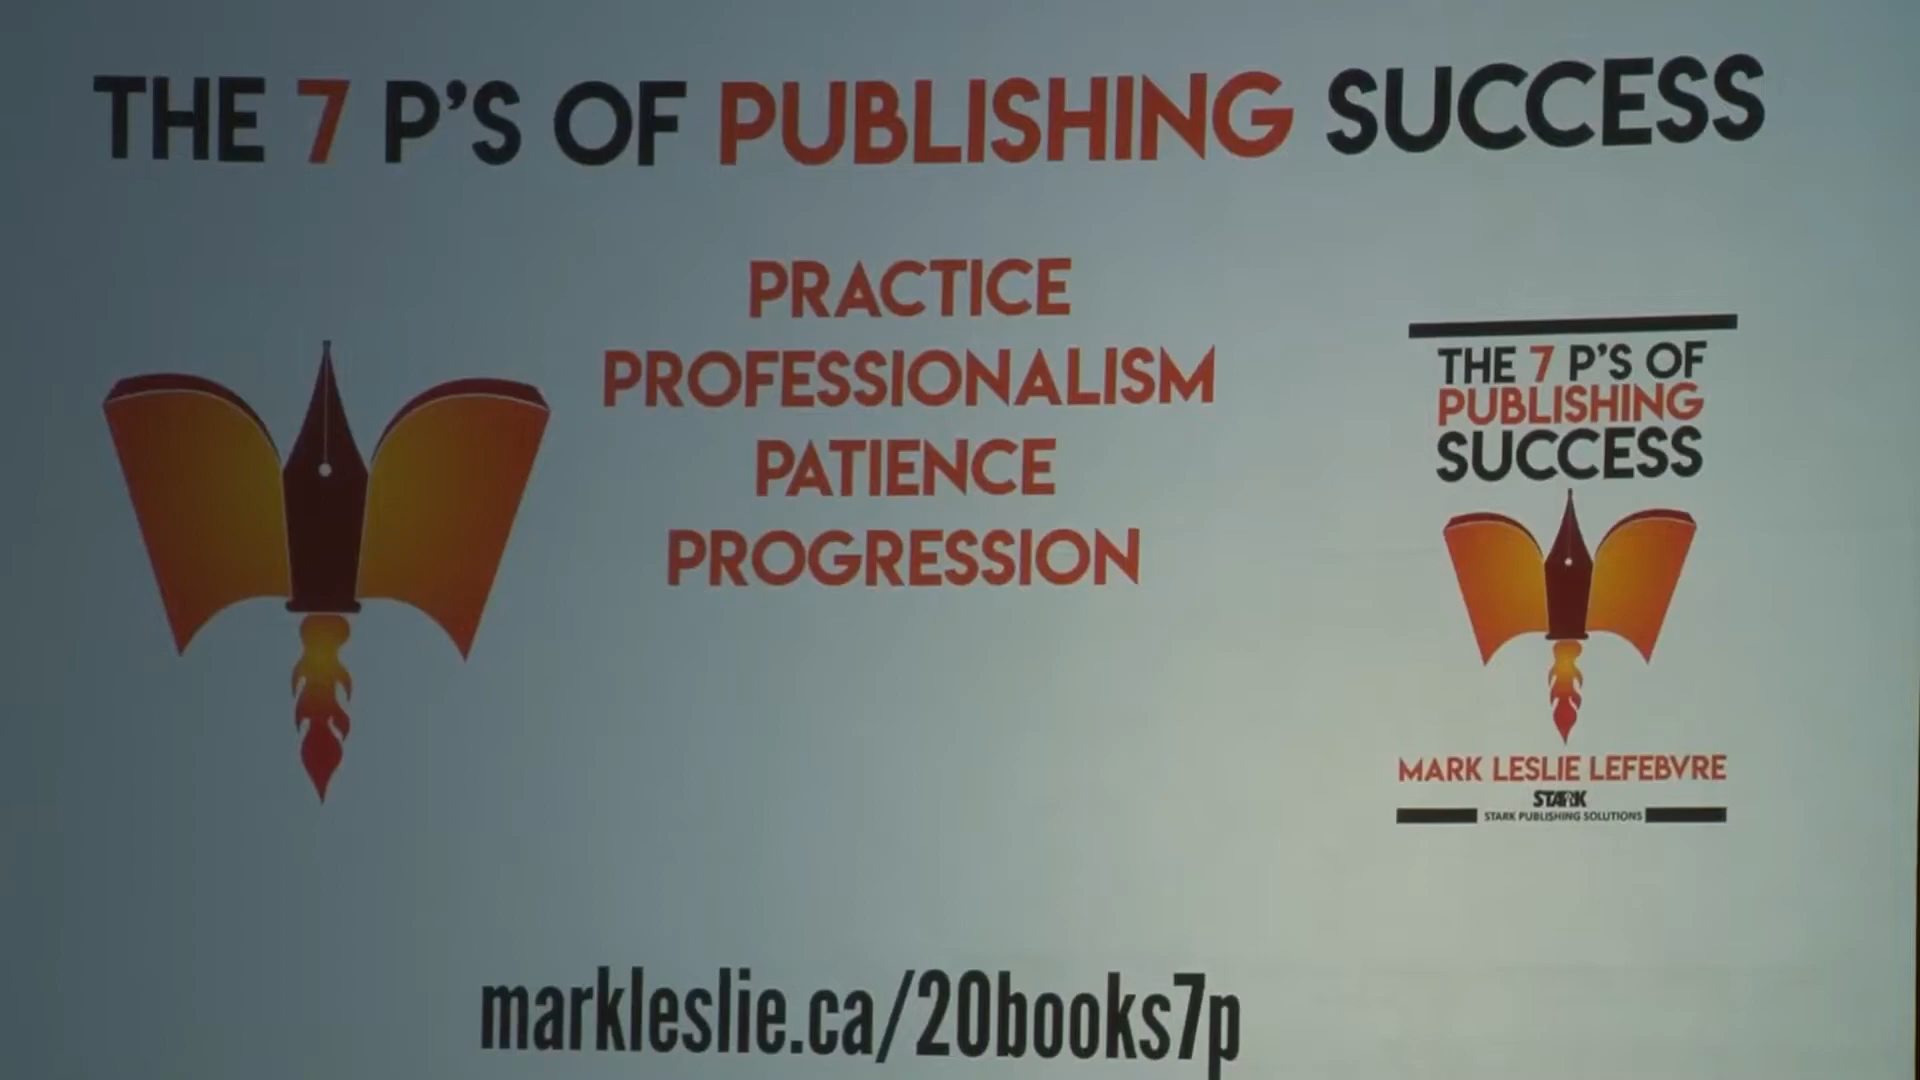 THE 7 P'S OF PUBLISHING SUCCESS
PRACTICE
PROFESSIONALISM
PATIENCE
PROGRESSION
THE 7 P'S OF
PUBLISHING
SUCCESS
MARK LESLIE LEFEBVRE
STARK
STARK PUBLISHING SOLUTIONS
markleslie.ca/20books7p